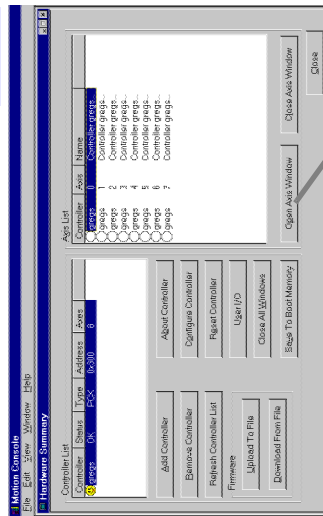 Motion Console
File Edit View Window Help
Hardware Summary
Controller List
Controller Status Type Address Axes
gregs OK PCX 0x300 8
Add Controller
About Controller
Remove Controller
Configure Controller
Refresh Controller List
Reset Controller
Firmware
User I/O
Upload To File
Close All Windows
Download From File
Save To Boot Memory
Axis List
Controller Axis Name
gregs 0 Controller gregs...
gregs 1 Controller gregs...
gregs 2 Controller gregs...
gregs 3 Controller gregs...
gregs 4 Controller gregs...
gregs 5 Controller gregs...
gregs 6 Controller gregs...
gregs 7 Controller gregs...
Open Axis Window
Close Axis Window
Close